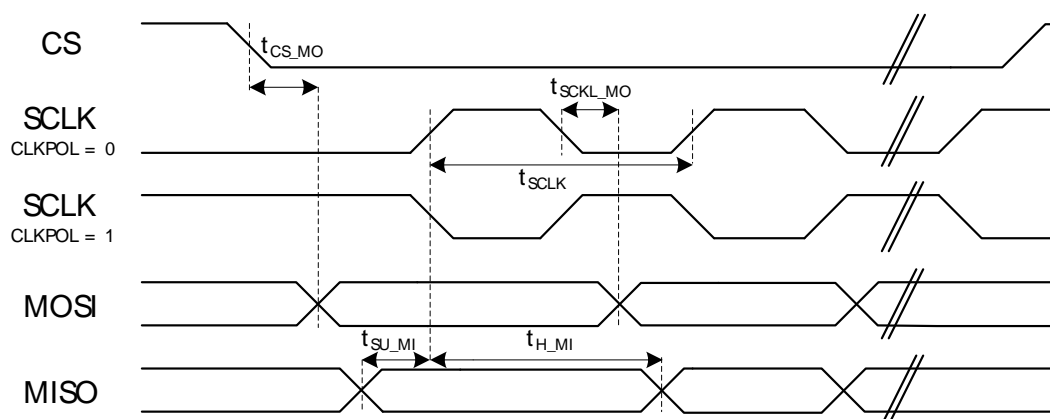 CS
tCS_MO
tSCKL_MO
SCLK
CLKPOL = 0
tSCLK
SCLK
CLKPOL = 1
MOSI
tSU_MI
tH_MI
MISO